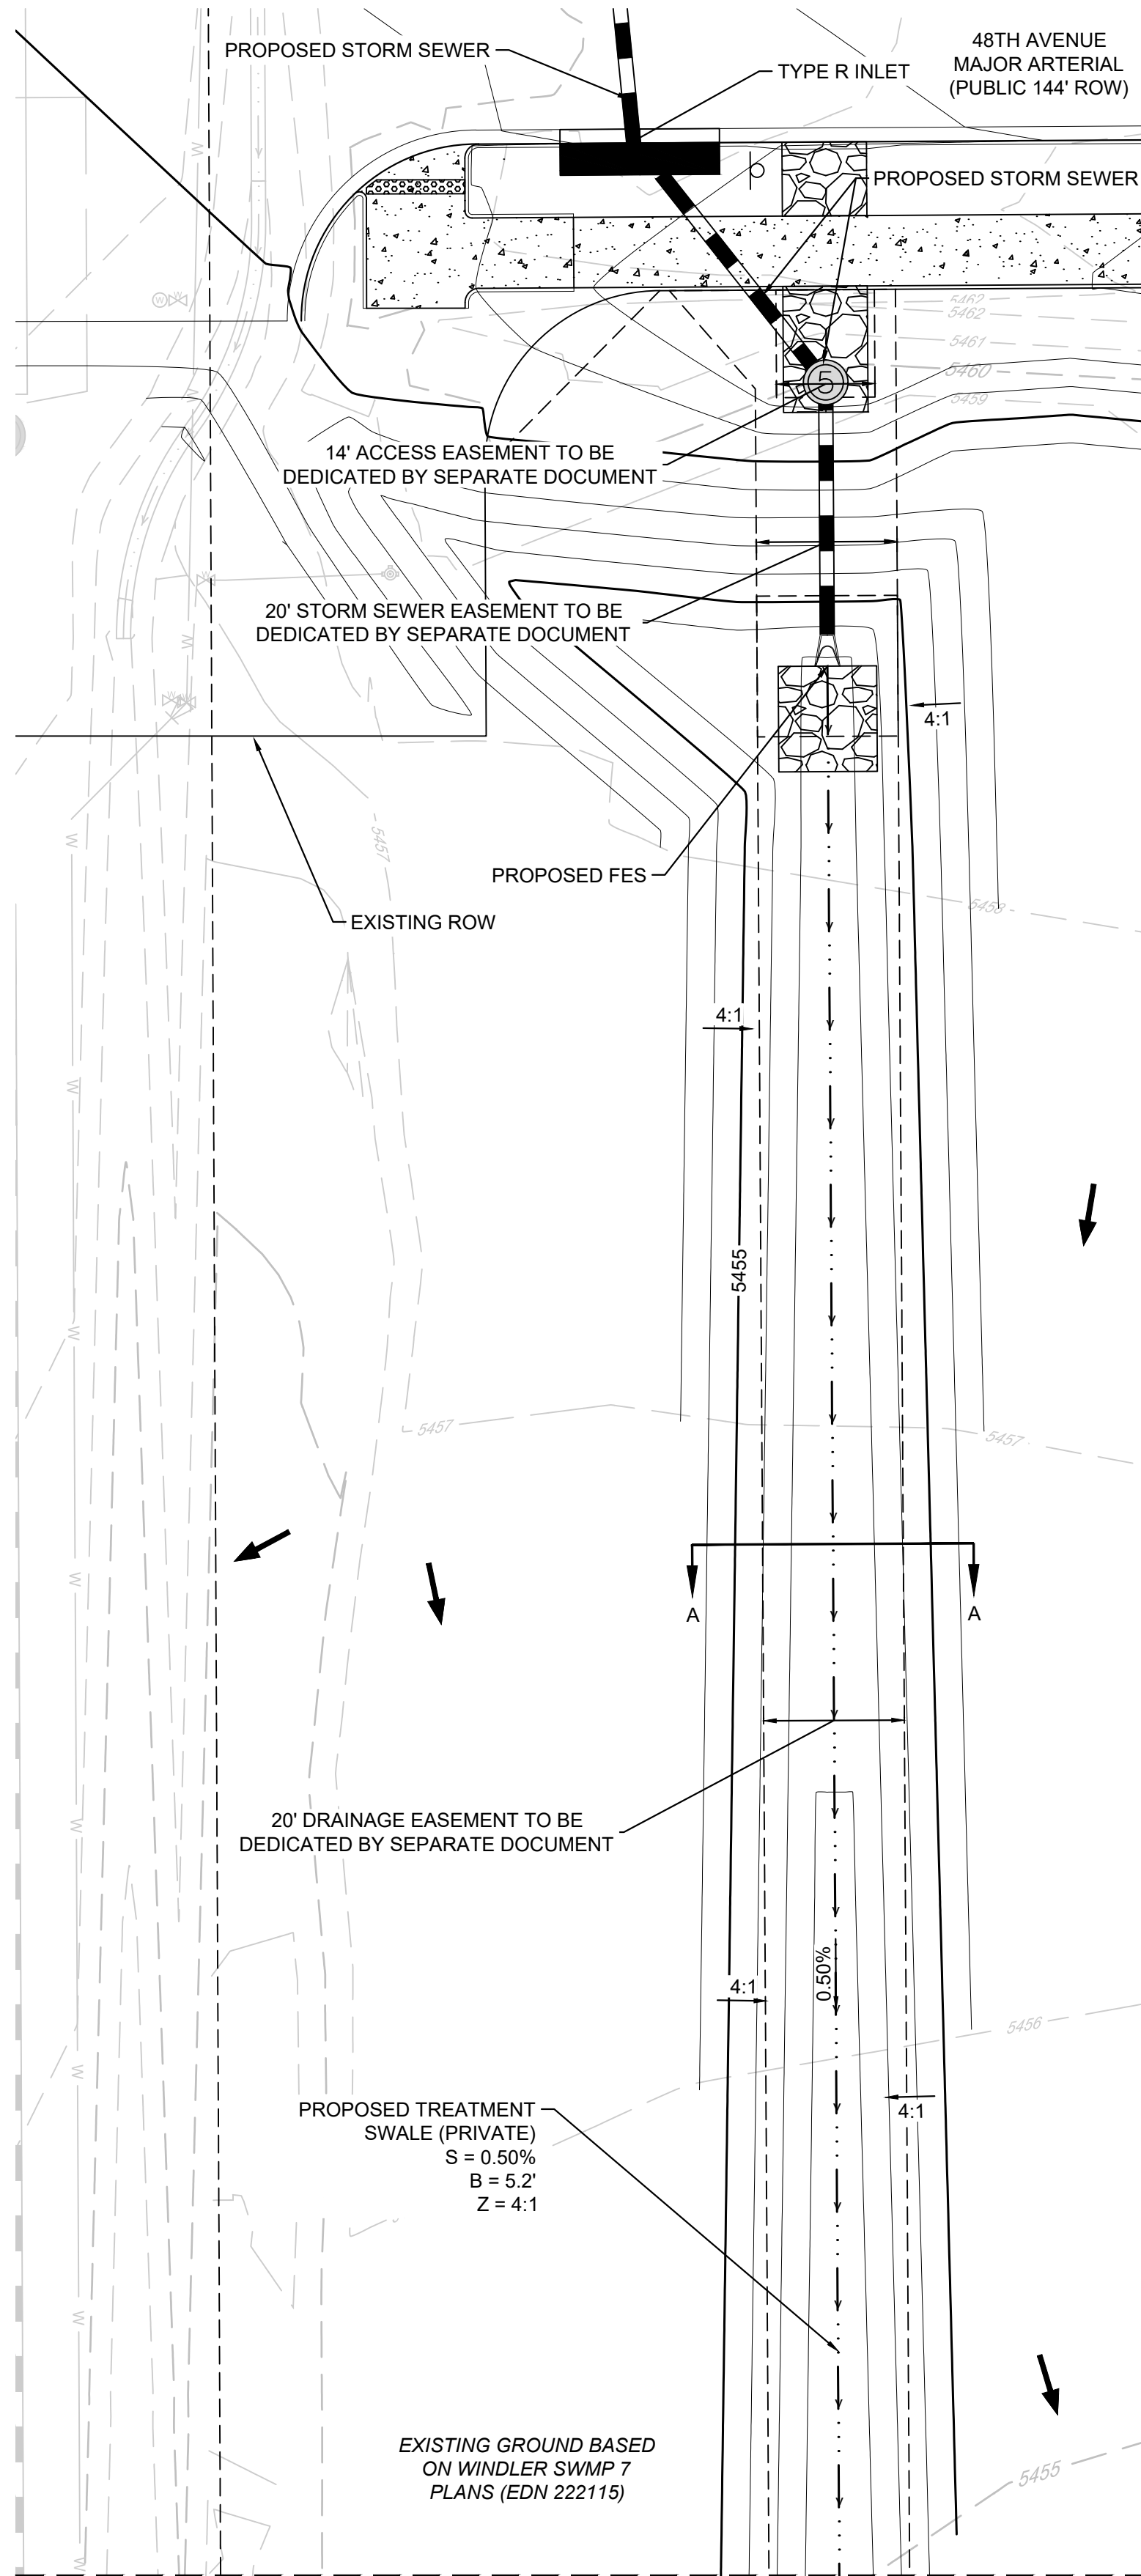 PROPOSED STORM SEWER
48TH AVENUE
MAJOR ARTERIAL
(PUBLIC 144' ROW)
TYPE R INLET
PROPOSED STORM SEWER
W
W
W
5462
5462
5461
5460
5459
5
14' ACCESS EASEMENT TO BE
DEDICATED BY SEPARATE DOCUMENT
W
20' STORM SEWER EASEMENT TO BE
DEDICATED BY SEPARATE DOCUMENT
W
W
W
4:1
5457
W
PROPOSED FES
5458
EXISTING ROW
4:1
W
5455
W
5457
5457
W
A
A
20' DRAINAGE EASEMENT TO BE
DEDICATED BY SEPARATE DOCUMENT
W
0.50%
4:1
5456
W
PROPOSED TREATMENT
SWALE (PRIVATE)
S = 0.50%
B = 5.2'
Z = 4:1
4:1
W
EXISTING GROUND BASED
ON WINDLER SWMP 7
PLANS (EDN 222115)
5455
W